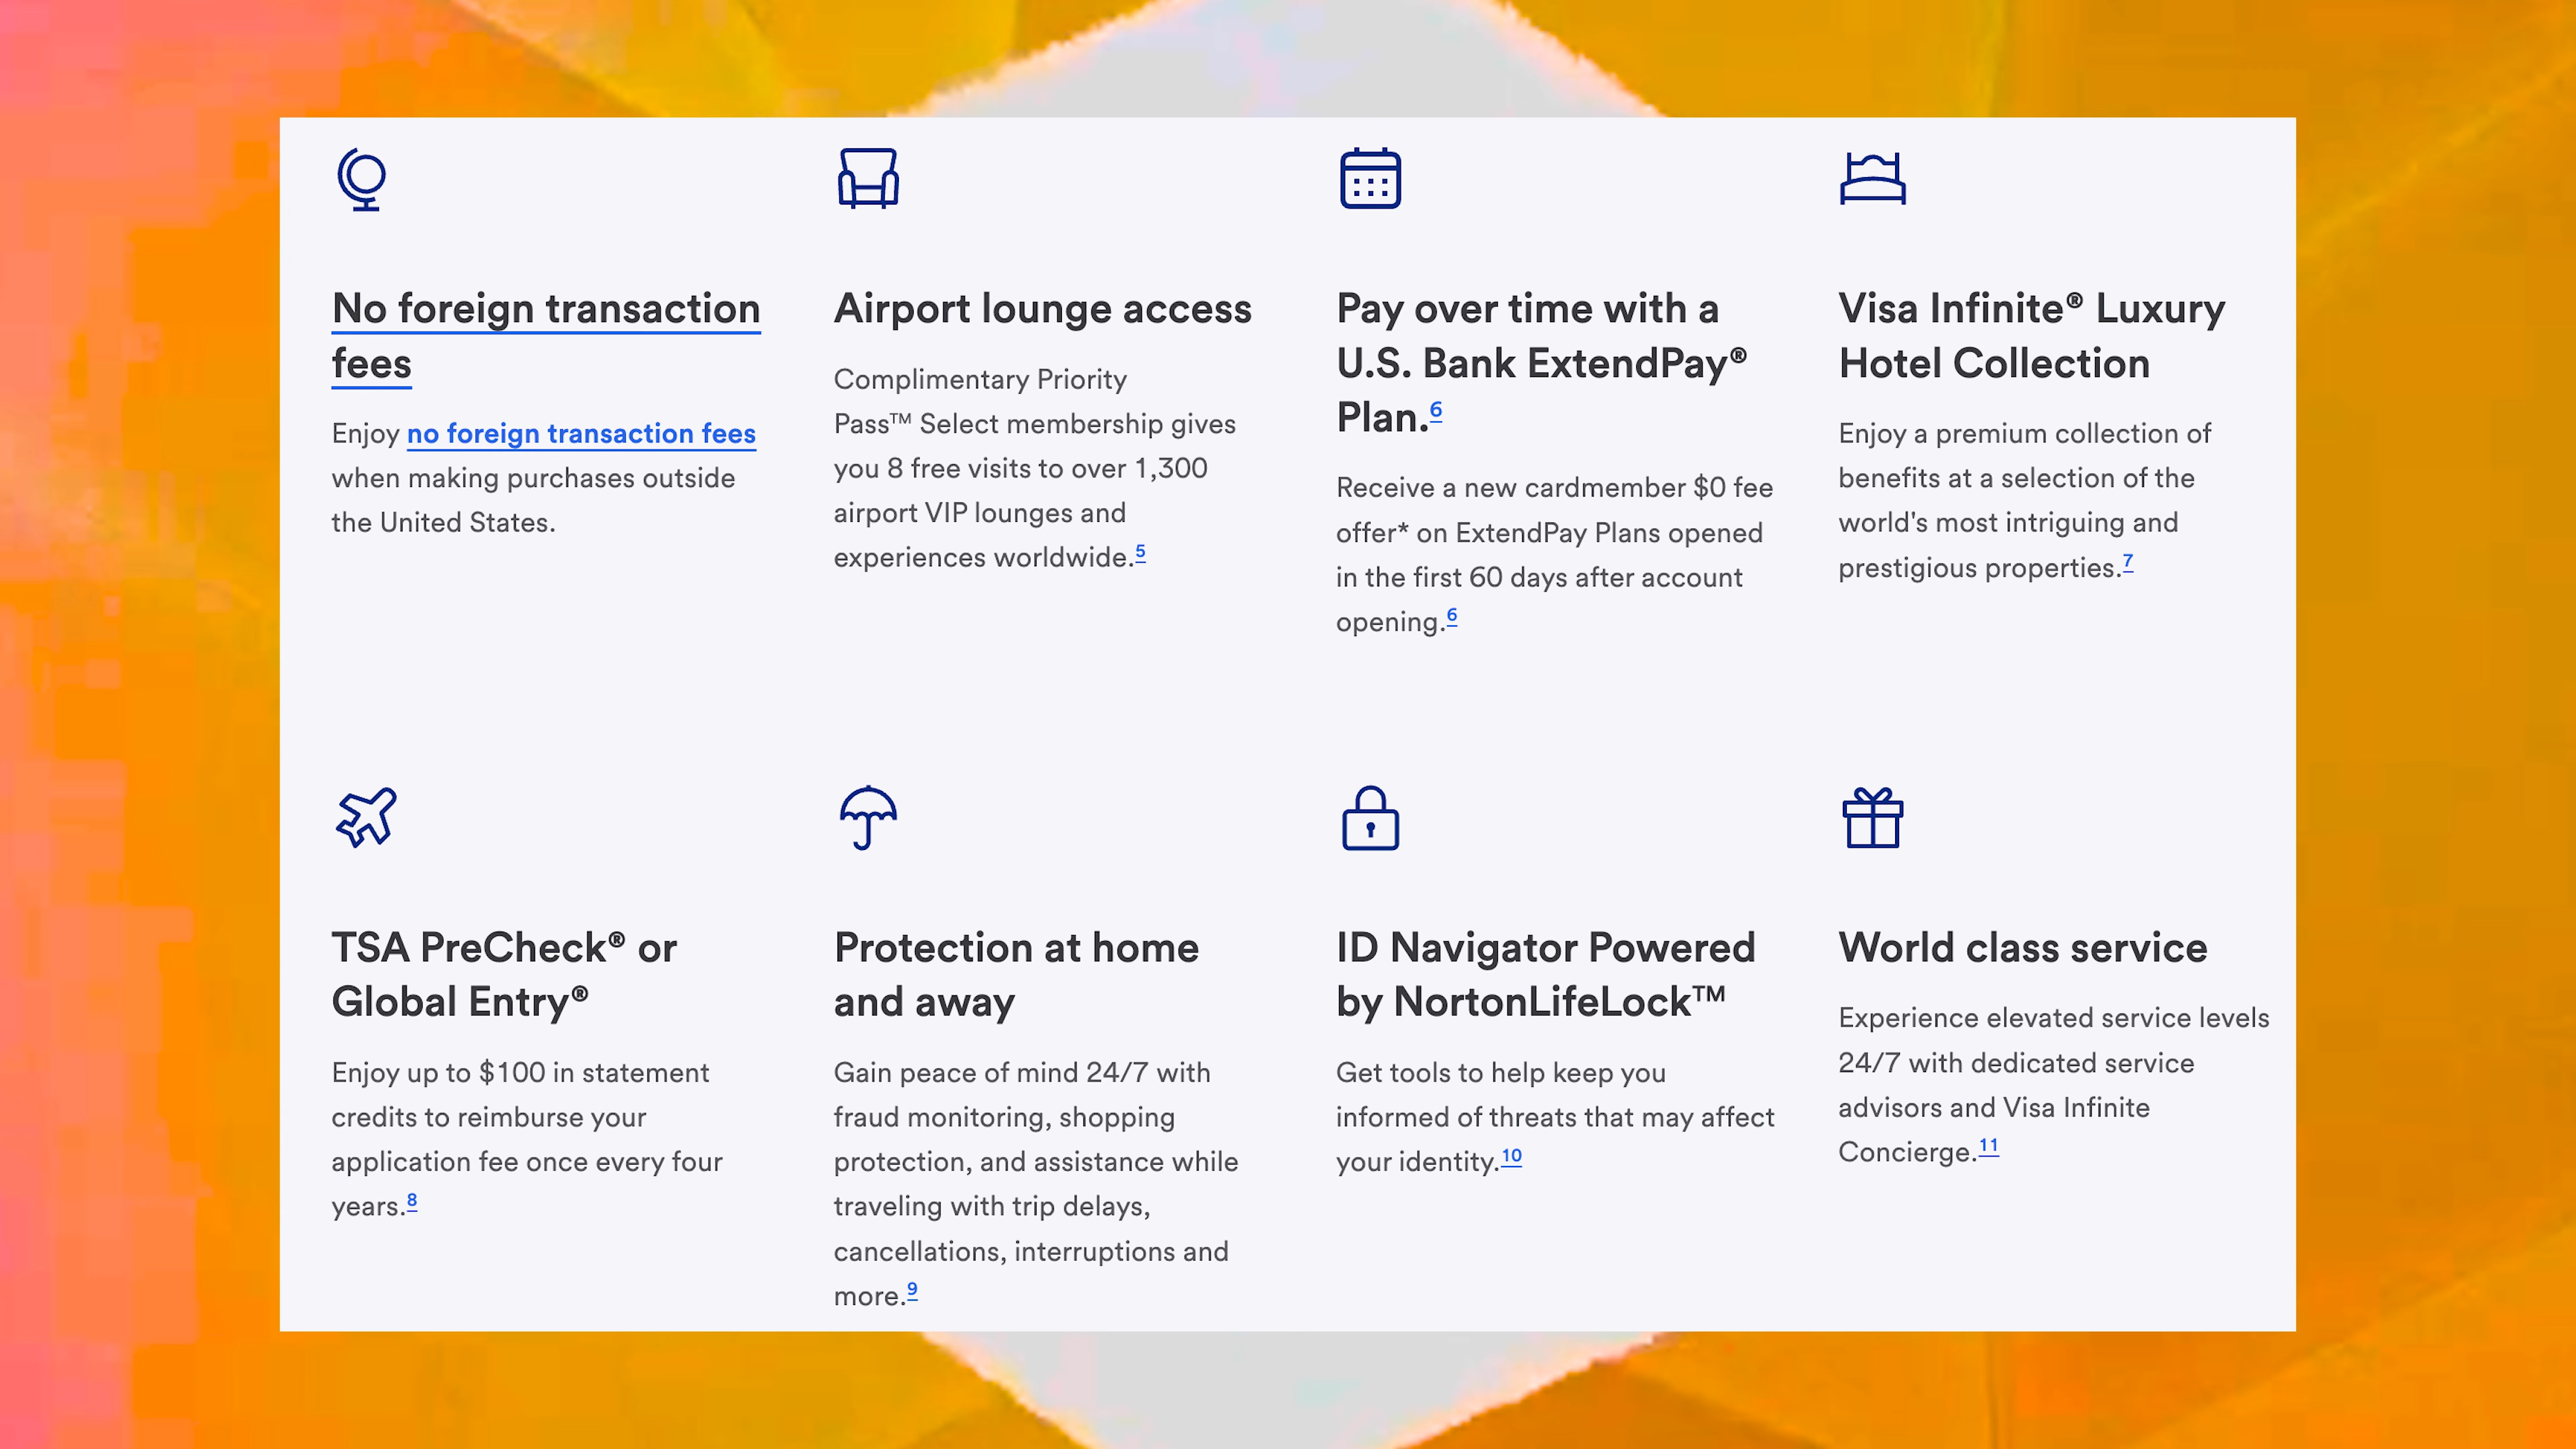 No foreign transaction
fees
Enjoy no foreign transaction fees
when making purchases outside
the United States.
Airport lounge access
Complimentary Priority
Pass™ Select membership gives
you 8 free visits to over 1,300
airport VIP lounges and
experiences worldwide.5
Pay over time with a
U.S. Bank ExtendPay®
Plan.6
Receive a new cardmember $0 fee
offer* on ExtendPay Plans opened
in the first 60 days after account
opening.6
Visa Infinite® Luxury
Hotel Collection
Enjoy a premium collection of
benefits at a selection of the
world's most intriguing and
prestigious properties.7
TSA PreCheck® or
Global Entry®
Enjoy up to $100 in statement
credits to reimburse your
application fee once every four
years.8
Protection at home
and away
Gain peace of mind 24/7 with
fraud monitoring, shopping
protection, and assistance while
traveling with trip delays,
cancellations, interruptions and
more.9
ID Navigator Powered
by NortonLifeLock™
Get tools to help keep you
informed of threats that may affect
your identity.10
World class service
Experience elevated service levels
24/7 with dedicated service
advisors and Visa Infinite
Concierge.11